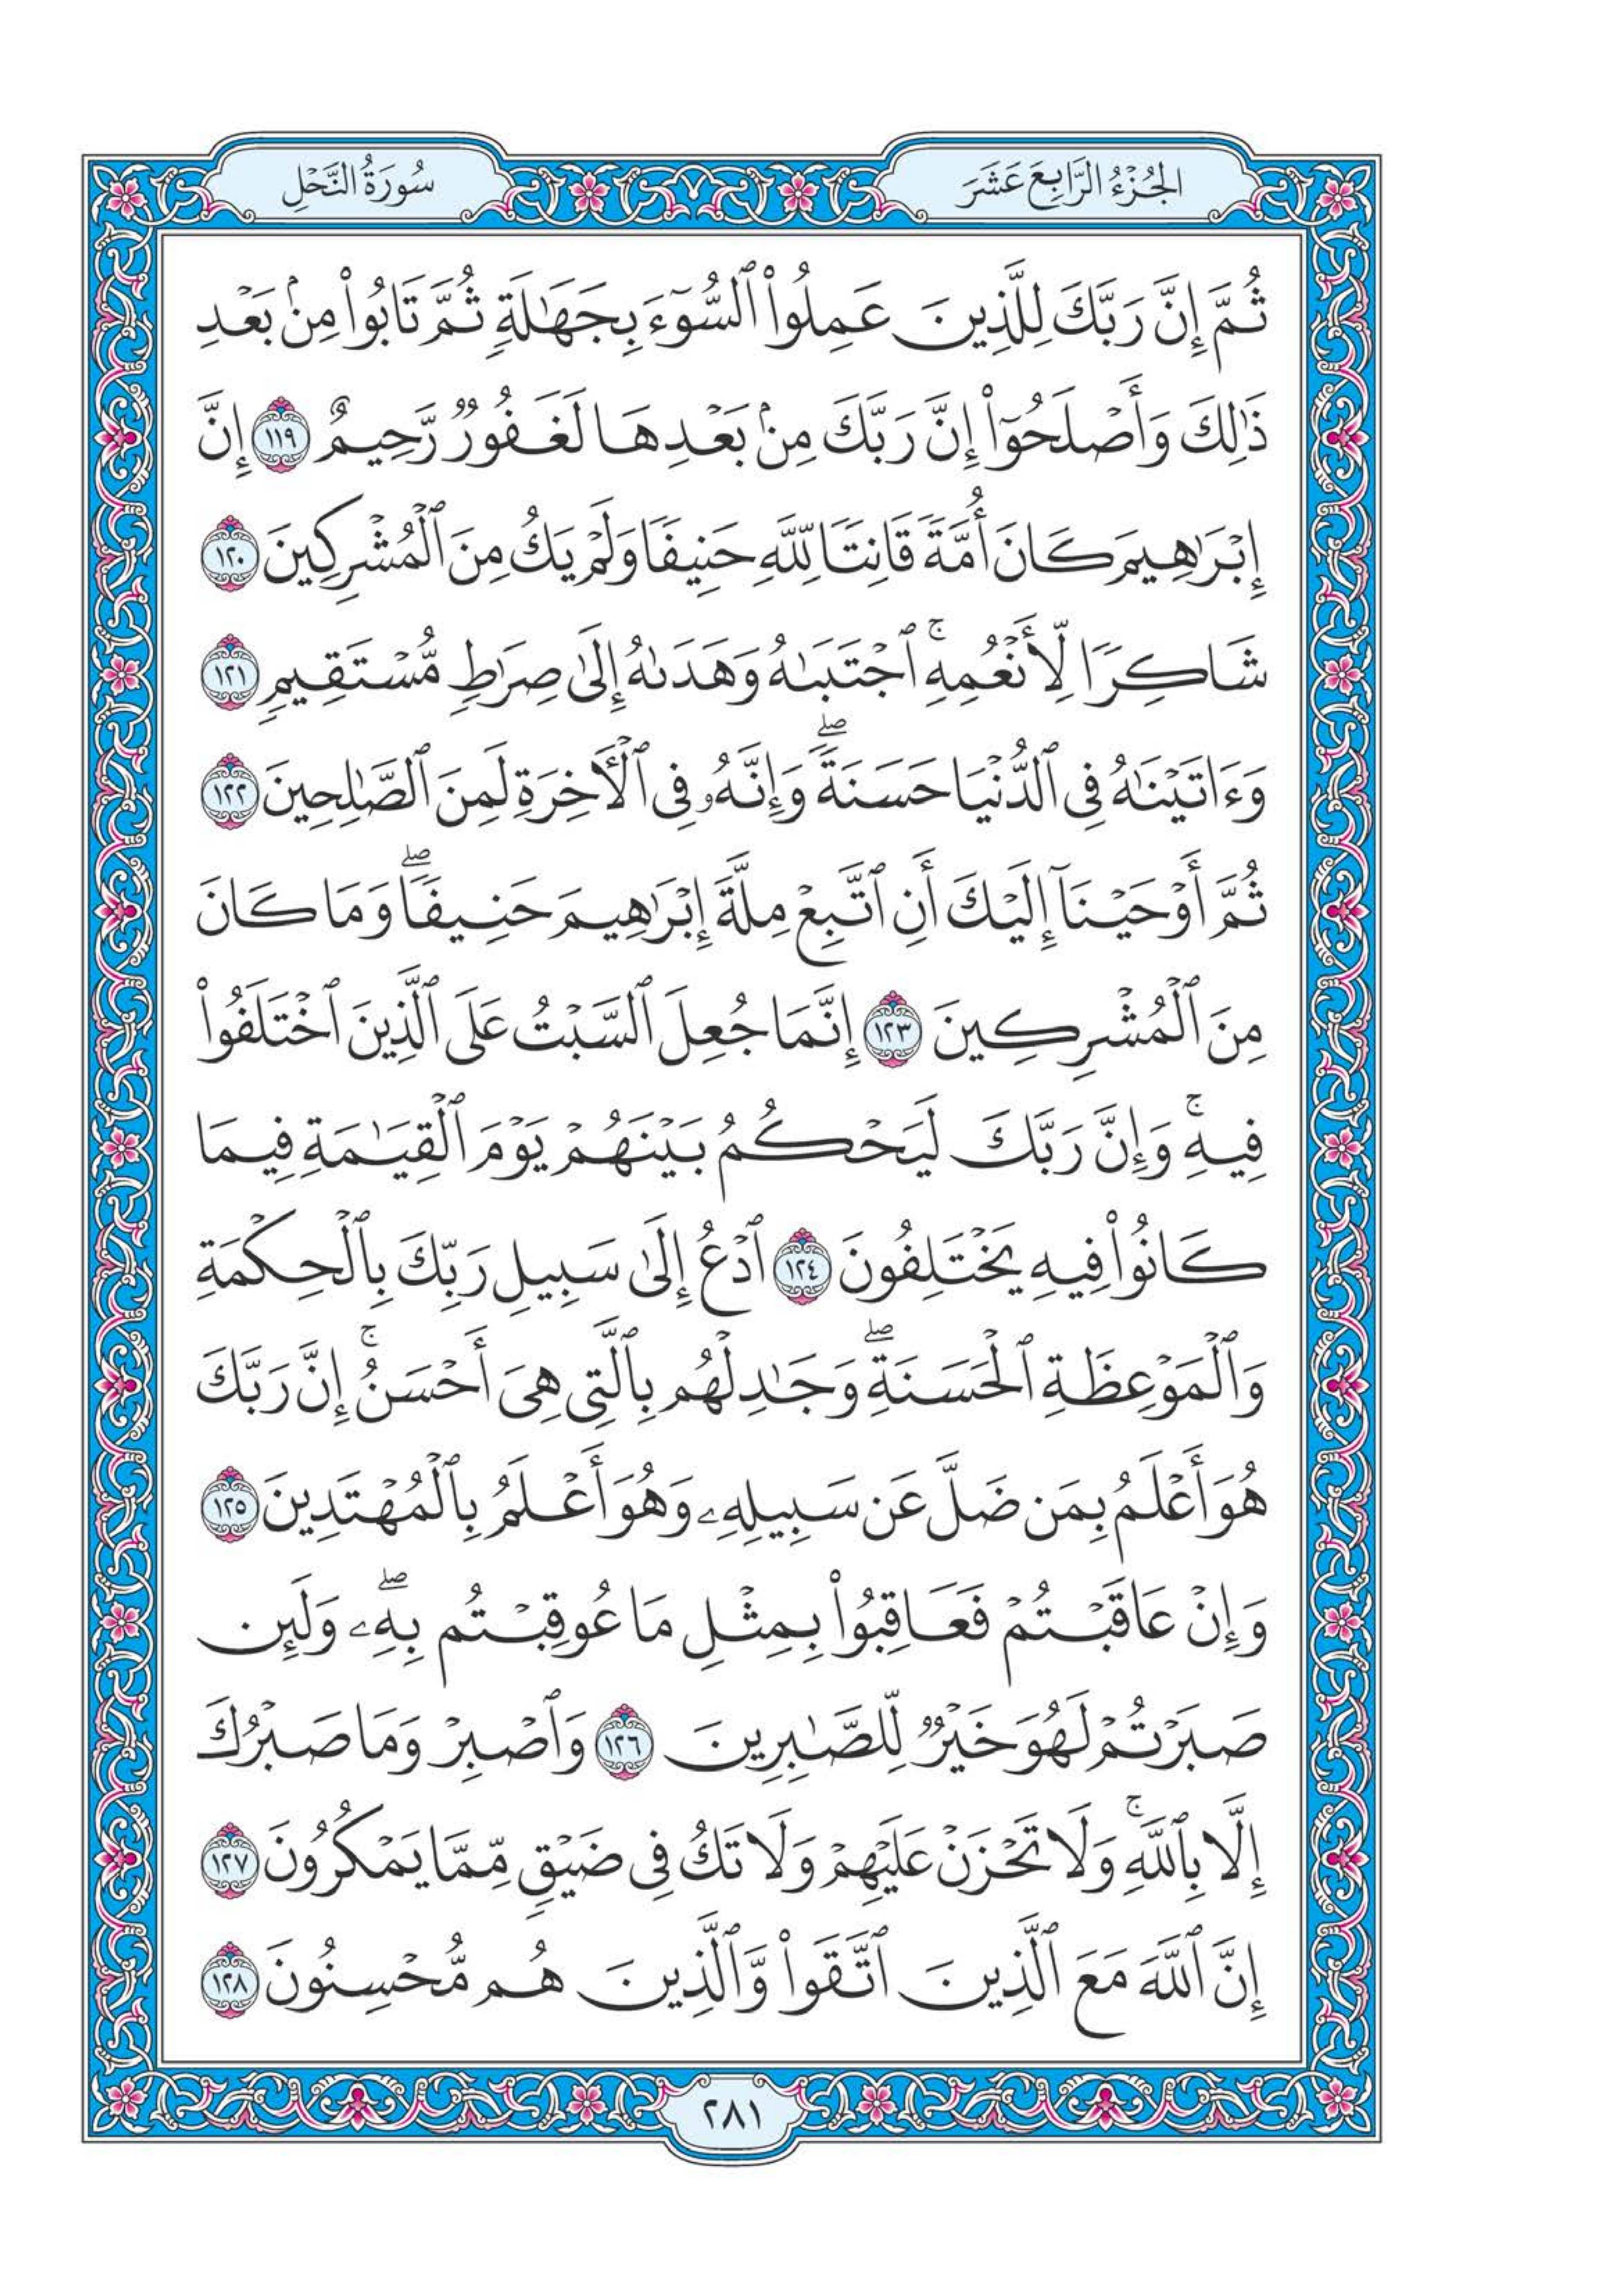 الجُزْءُ الرَّابِعَ عَشَرَ
سُورَةُ النَّحْلِ
ثُمَّ إِنَّ رَبَّكَ لِلَّذِينَ عَمِلُوا۟ ٱلسُّوٓءَ بِجَهَٰلَةٍ ثُمَّ تَابُوا۟ مِنۢ بَعْدِ
ذَٰلِكَ وَأَصْلَحُوٓا۟ إِنَّ رَبَّكَ مِنۢ بَعْدِهَا لَغَفُورٌ رَّحِيمٌ ١١٩ إِنَّ
إِبْرَٰهِيمَ كَانَ أُمَّةً قَانِتًا لِّلَّهِ حَنِيفًا وَلَمْ يَكُ مِنَ ٱلْمُشْرِكِينَ ١٢٠
شَاكِرًا لِّأَنْعُمِهِۚ ٱجْتَبَىٰهُ وَهَدَىٰهُ إِلَىٰ صِرَٰطٍ مُّسْتَقِيمٍ ١٢١
وَءَاتَيْنَٰهُ فِى ٱلدُّنْيَا حَسَنَةًۖ وَإِنَّهُۥ فِى ٱلْأَخِرَةِ لَمِنَ ٱلصَّٰلِحِينَ ١٢٢
ثُمَّ أَوْحَيْنَآ إِلَيْكَ أَنِ ٱتَّبِعْ مِلَّةَ إِبْرَٰهِيمَ حَنِيفًاۖ وَمَا كَانَ
مِنَ ٱلْمُشْرِكِينَ ١٢٣ إِنَّمَا جُعِلَ ٱلسَّبْتُ عَلَى ٱلَّذِينَ ٱخْتَلَفُوا۟
فِيهِۚ وَإِنَّ رَبَّكَ لَيَحْكُمُ بَيْنَهُمْ يَوْمَ ٱلْقِيَٰمَةِ فِيمَا
كَانُوا۟ فِيهِ يَخْتَلِفُونَ ١٢٤ ٱدْعُ إِلَىٰ سَبِيلِ رَبِّكَ بِٱلْحِكْمَةِ
وَٱلْمَوْعِظَةِ ٱلْحَسَنَةِۖ وَجَٰدِلْهُم بِٱلَّتِى هِىَ أَحْسَنُۚ إِنَّ رَبَّكَ
هُوَ أَعْلَمُ بِمَن ضَلَّ عَن سَبِيلِهِۦ وَهُوَ أَعْلَمُ بِٱلْمُهْتَدِينَ ١٢٥
وَإِنْ عَاقَبْتُمْ فَعَاقِبُوا۟ بِمِثْلِ مَا عُوقِبْتُم بِهِۦۖ وَلَئِن
صَبَرْتُمْ لَهُوَ خَيْرٌ لِّلصَّٰبِرِينَ ١٢٦ وَٱصْبِرْ وَمَا صَبْرُكَ
إِلَّا بِٱللَّهِۚ وَلَا تَحْزَنْ عَلَيْهِمْ وَلَا تَكُ فِى ضَيْقٍ مِّمَّا يَمْكُرُونَ ١٢٧
إِنَّ ٱللَّهَ مَعَ ٱلَّذِينَ ٱتَّقَوا۟ وَّٱلَّذِينَ هُم مُّحْسِنُونَ ١٢٨
٢٨١